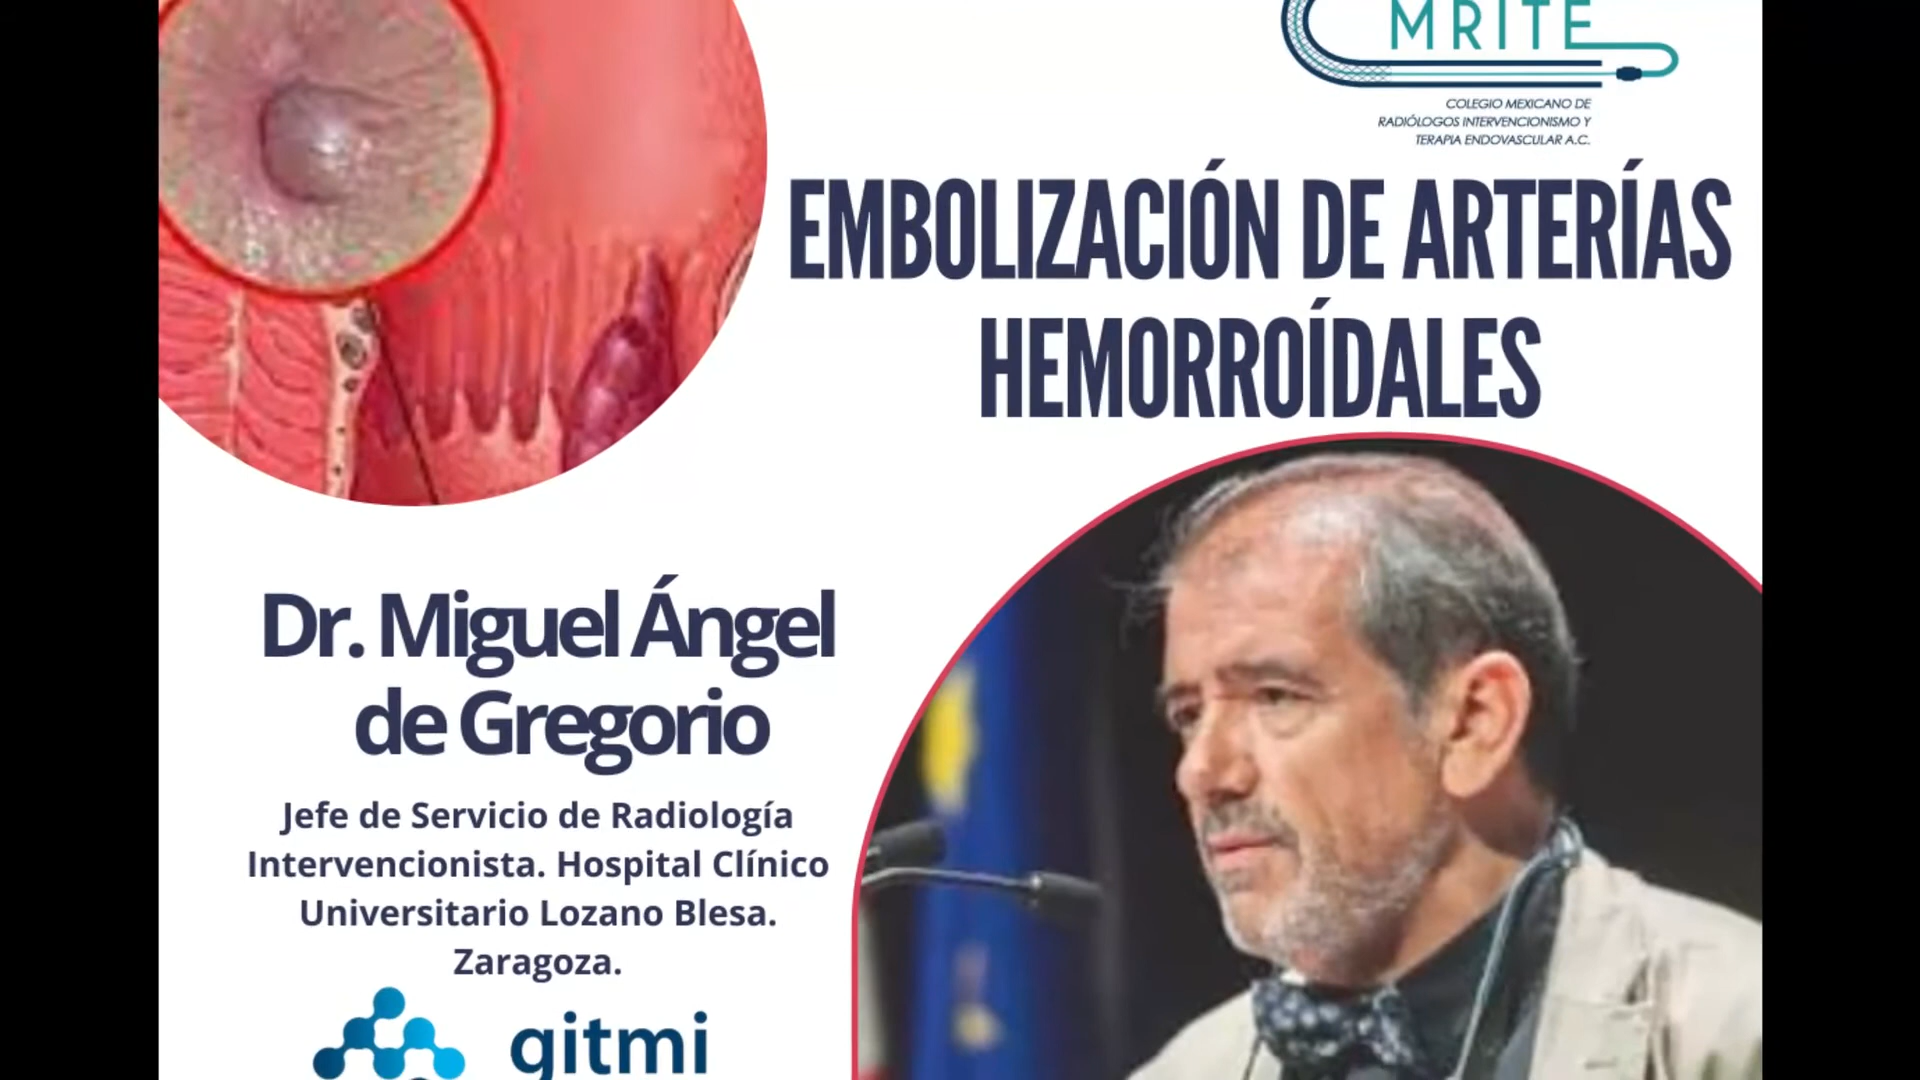 MRITE
COLEGIO MEXICANO DE
RADIÓLOGOS INTERVENCIONISMO Y
TERAPIA ENDOVASCULAR A.C.
EMBOLIZACIÓN DE ARTERÍAS
HEMORROÍDALES
Dr. Miguel Ángel
de Gregorio
Jefe de Servicio de Radiología
Intervencionista. Hospital Clínico
Universitario Lozano Blesa.
Zaragoza.
gitmi